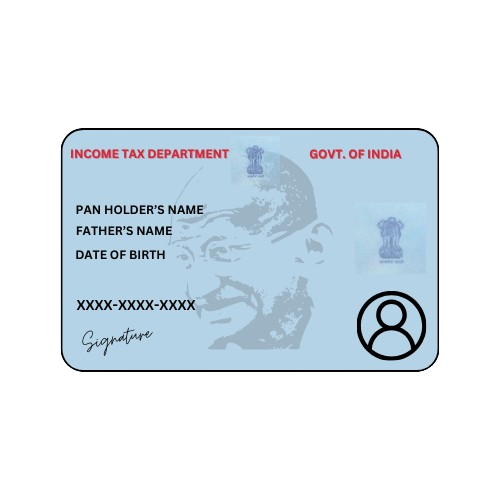 INCOME TAX DEPARTMENT GOVT. OF INDIA
PAN HOLDER'S NAME
FATHER'S NAME
DATE OF BIRTH
XXXX-XXXX-XXXX
Signature